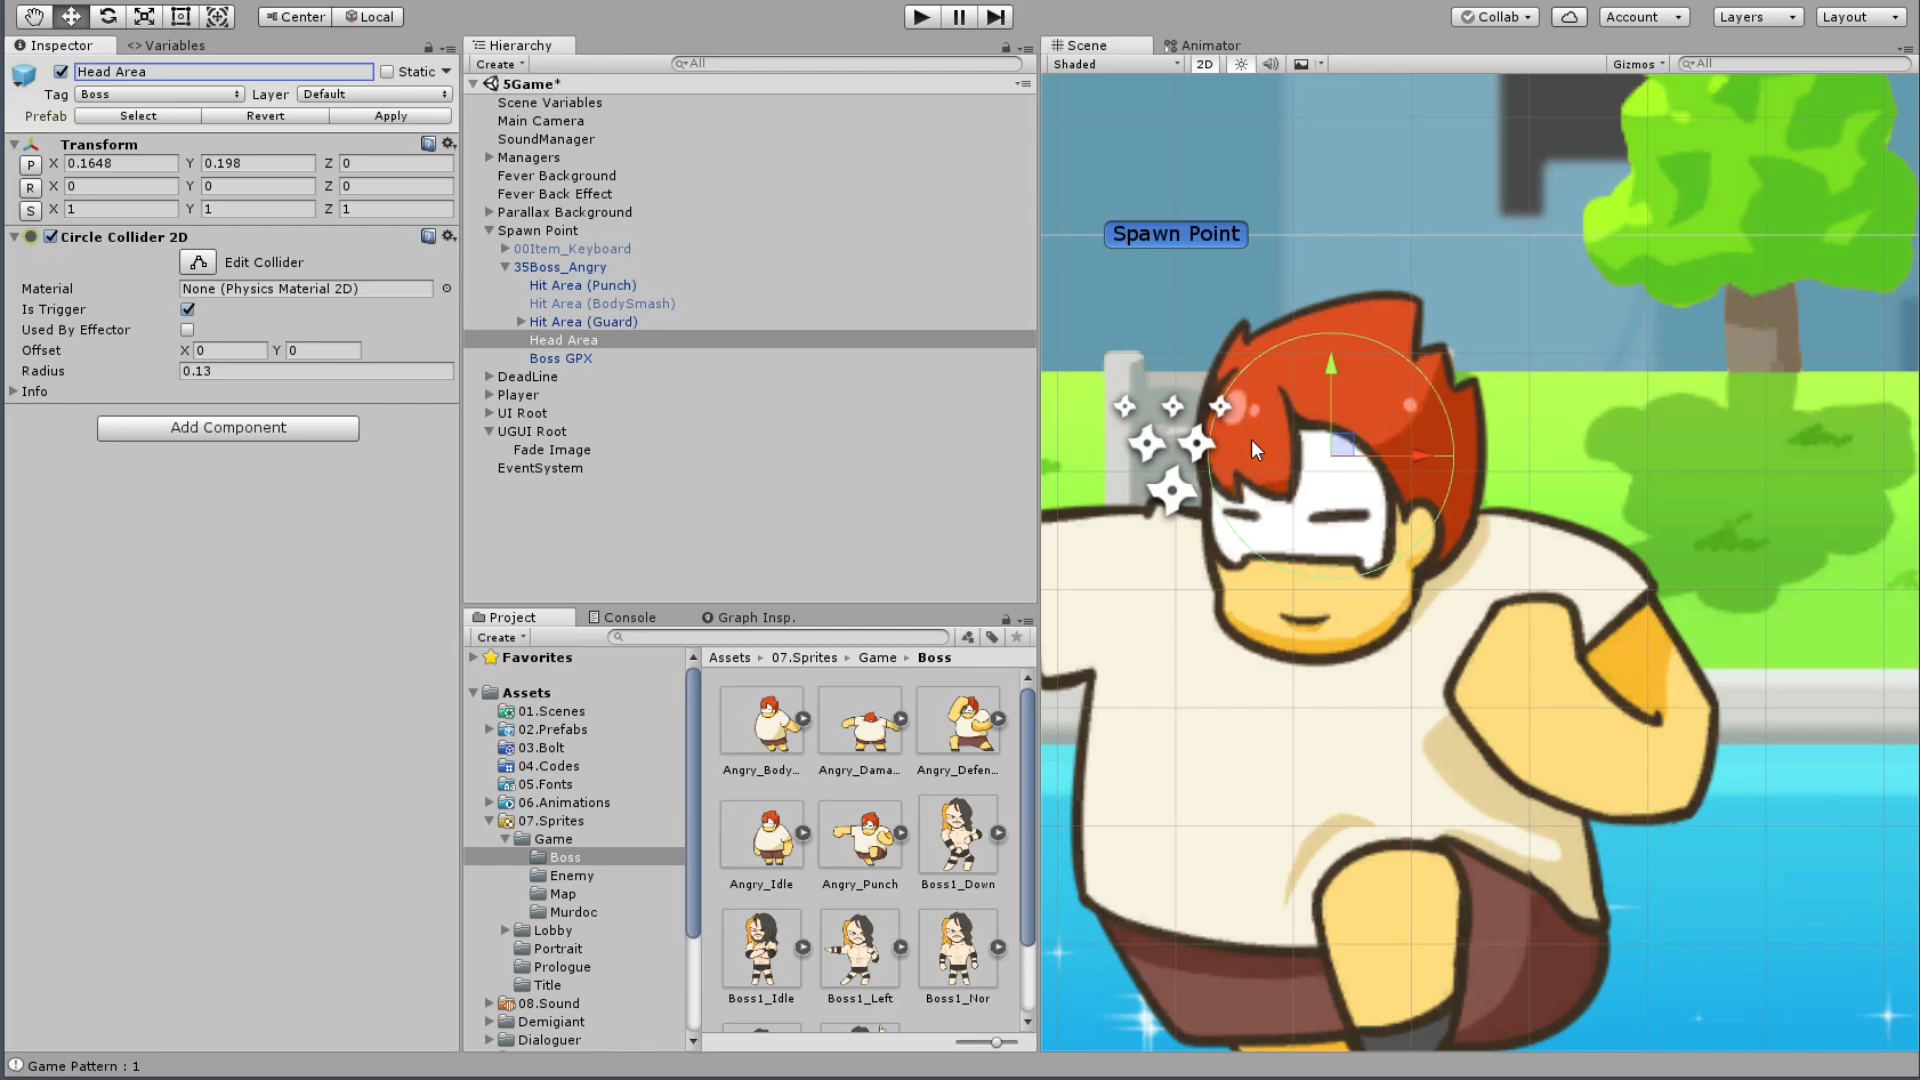 Center Local
Collab Account Layers Layout
Inspector <> Variables
Head Area Static
Tag Boss Layer Default
Prefab Select Revert Apply
Transform
P X 0.1648 Y 0.198 Z 0
R X 0 Y 0 Z 0
S X 1 Y 1 Z 1
Circle Collider 2D
Edit Collider
Material None (Physics Material 2D)
Is Trigger
Used By Effector
Offset X 0 Y 0
Radius 0.13
Info
Add Component
Hierarchy
Create All
5Game*
Scene Variables
Main Camera
SoundManager
Managers
Fever Background
Fever Back Effect
Parallax Background
Spawn Point
00Item_Keyboard
35Boss_Angry
Hit Area (Punch)
Hit Area (BodySmash)
Hit Area (Guard)
Head Area
Boss GPX
DeadLine
Player
UI Root
UGUI Root
Fade Image
EventSystem
Project Console Graph Insp.
Create
Favorites
Assets
01.Scenes
02.Prefabs
03.Bolt
04.Codes
05.Fonts
06.Animations
07.Sprites
Game
Boss
Enemy
Map
Murdoc
Lobby
Portrait
Prologue
Title
08.Sound
Demigiant
Dialoguer
Assets Project 07.Sprites Game Boss
Angry_Body... Angry_Dama... Angry_Defen...
Angry_Idle Angry_Punch Boss1_Down
Boss1_Idle Boss1_Left Boss1_Nor
Scene Animator
Shaded 2D Gizmos All
Spawn Point
Game Pattern : 1